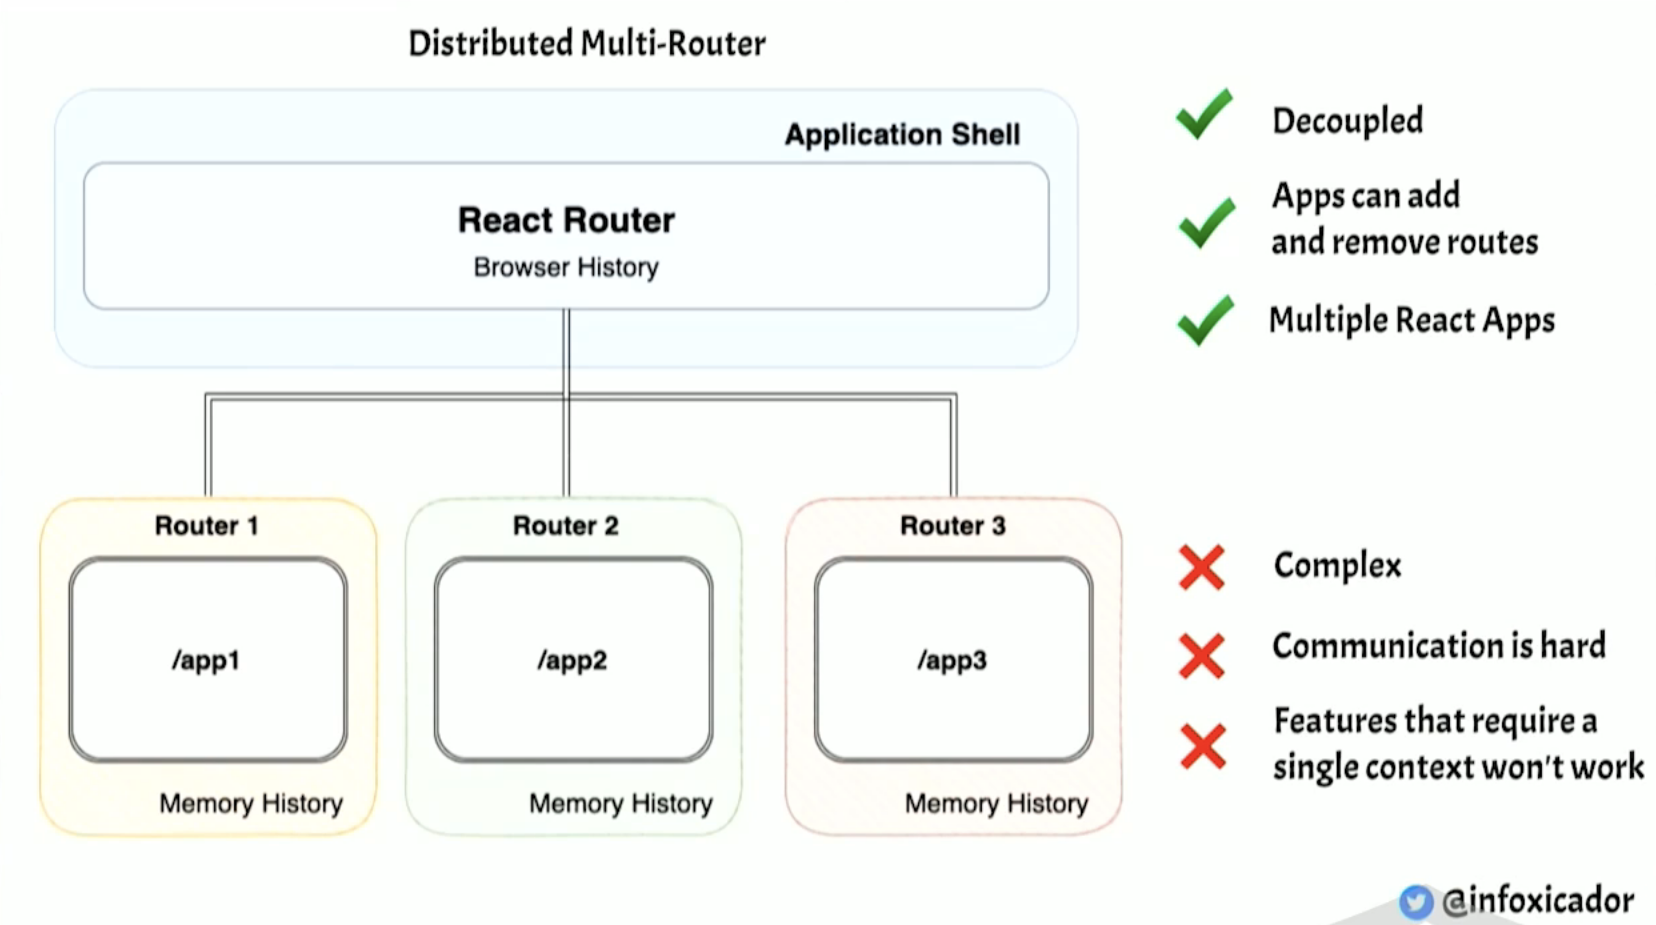 Distributed Multi-Router
Application Shell
React Router
Browser History
Router 1
/app1
Memory History
Router 2
/app2
Memory History
Router 3
/app3
Memory History
Decoupled
Apps can add
and remove routes
Multiple React Apps
Complex
Communication is hard
Features that require a
single context won't work
@infoxicador